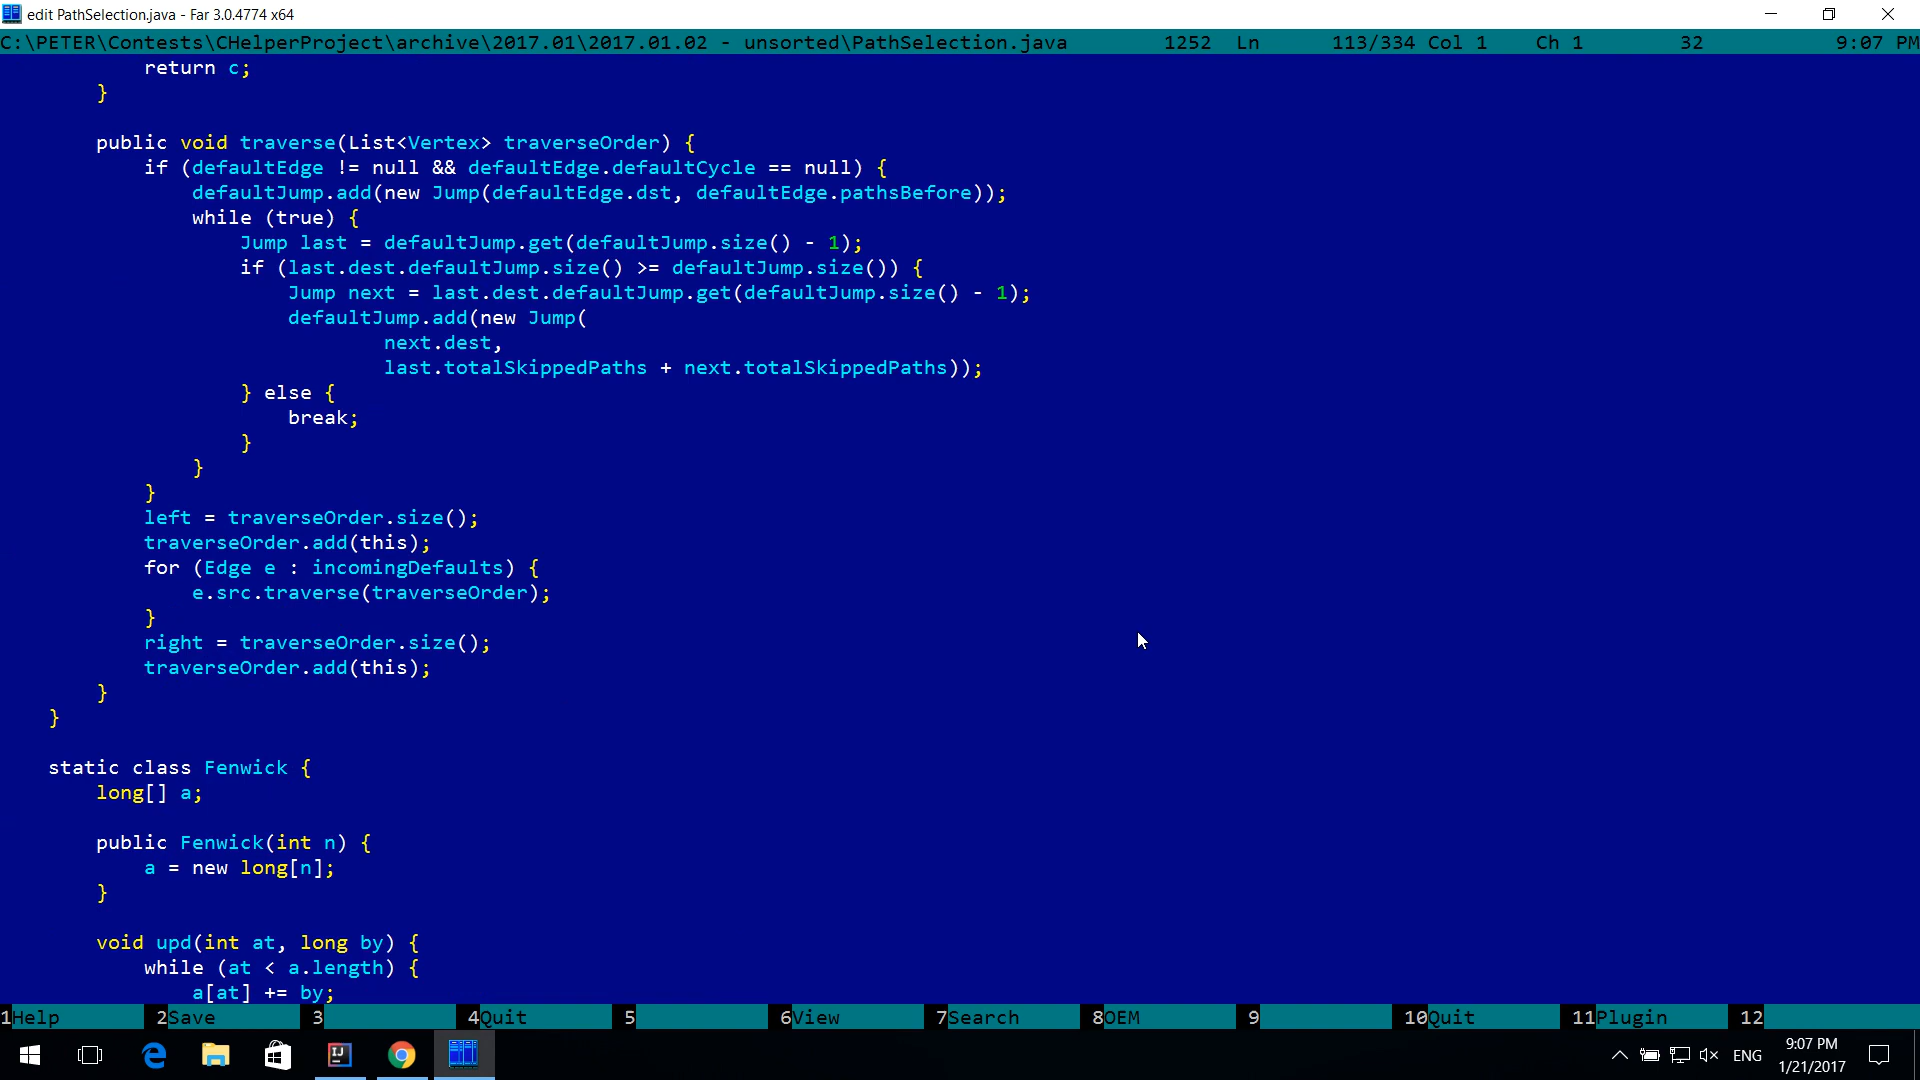 edit PathSelection.java - Far 3.0.4774 x64
C:\PETER\Contests\CHelperProject\archive\2017.01\2017.01.02 - unsorted\PathSelection.java 1252 Ln 113/334 Col 1 Ch 1 32 9:07 PM
return c;
}
public void traverse(List<Vertex> traverseOrder) {
if (defaultEdge != null && defaultEdge.defaultCycle == null) {
defaultJump.add(new Jump(defaultEdge.dst, defaultEdge.pathsBefore));
while (true) {
Jump last = defaultJump.get(defaultJump.size() - 1);
if (last.dest.defaultJump.size() >= defaultJump.size()) {
Jump next = last.dest.defaultJump.get(defaultJump.size() - 1);
defaultJump.add(new Jump(
next.dest,
last.totalSkippedPaths + next.totalSkippedPaths));
} else {
break;
}
}
}
left = traverseOrder.size();
traverseOrder.add(this);
for (Edge e : incomingDefaults) {
e.src.traverse(traverseOrder);
}
right = traverseOrder.size();
traverseOrder.add(this);
}
}
static class Fenwick {
long[] a;
public Fenwick(int n) {
a = new long[n];
}
void upd(int at, long by) {
while (at < a.length) {
a[at] += by;
1Help 2Save 3 4Quit 5 6View 7Search 8OEM 9 10Quit 11Plugin 12
IJ
ENG
9:07 PM
1/21/2017